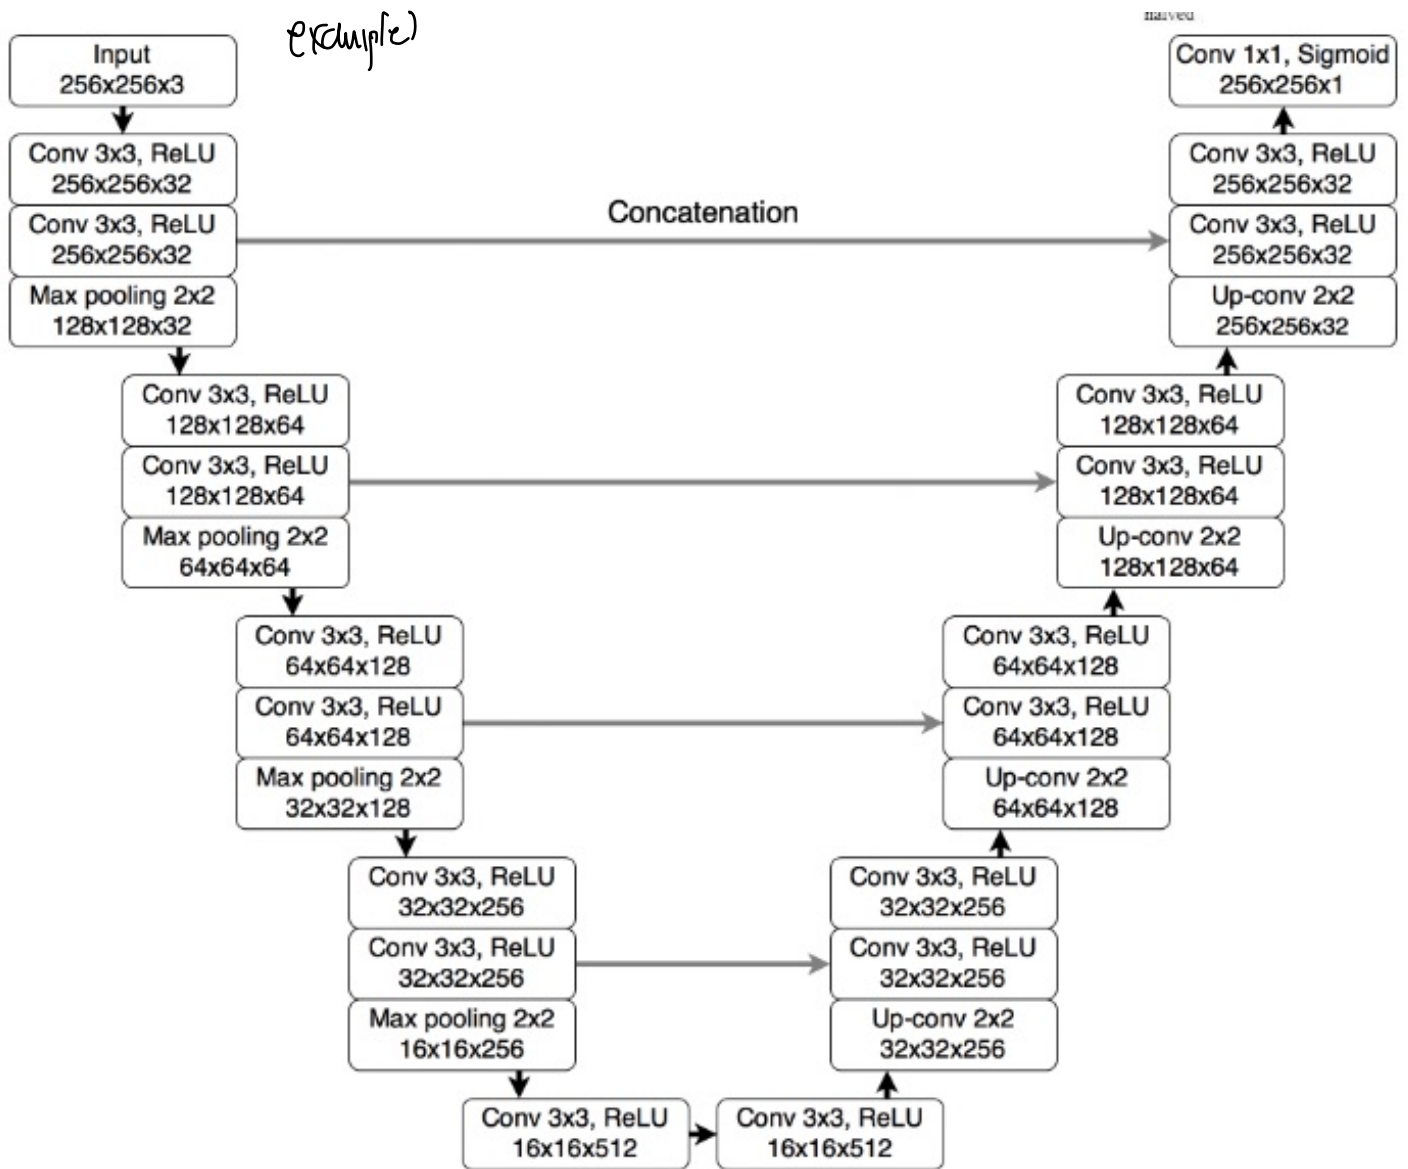 example)
halved
Input
256x256x3
Conv 3x3, ReLU
256x256x32
Conv 3x3, ReLU
256x256x32
Max pooling 2x2
128x128x32
Conv 3x3, ReLU
128x128x64
Conv 3x3, ReLU
128x128x64
Max pooling 2x2
64x64x64
Conv 3x3, ReLU
64x64x128
Conv 3x3, ReLU
64x64x128
Max pooling 2x2
32x32x128
Conv 3x3, ReLU
32x32x256
Conv 3x3, ReLU
32x32x256
Max pooling 2x2
16x16x256
Conv 3x3, ReLU
16x16x512
Concatenation
Conv 3x3, ReLU
16x16x512
Conv 3x3, ReLU
32x32x256
Conv 3x3, ReLU
32x32x256
Up-conv 2x2
32x32x256
Conv 3x3, ReLU
64x64x128
Conv 3x3, ReLU
64x64x128
Up-conv 2x2
64x64x128
Conv 3x3, ReLU
128x128x64
Conv 3x3, ReLU
128x128x64
Up-conv 2x2
128x128x64
Conv 1x1, Sigmoid
256x256x1
Conv 3x3, ReLU
256x256x32
Conv 3x3, ReLU
256x256x32
Up-conv 2x2
256x256x32